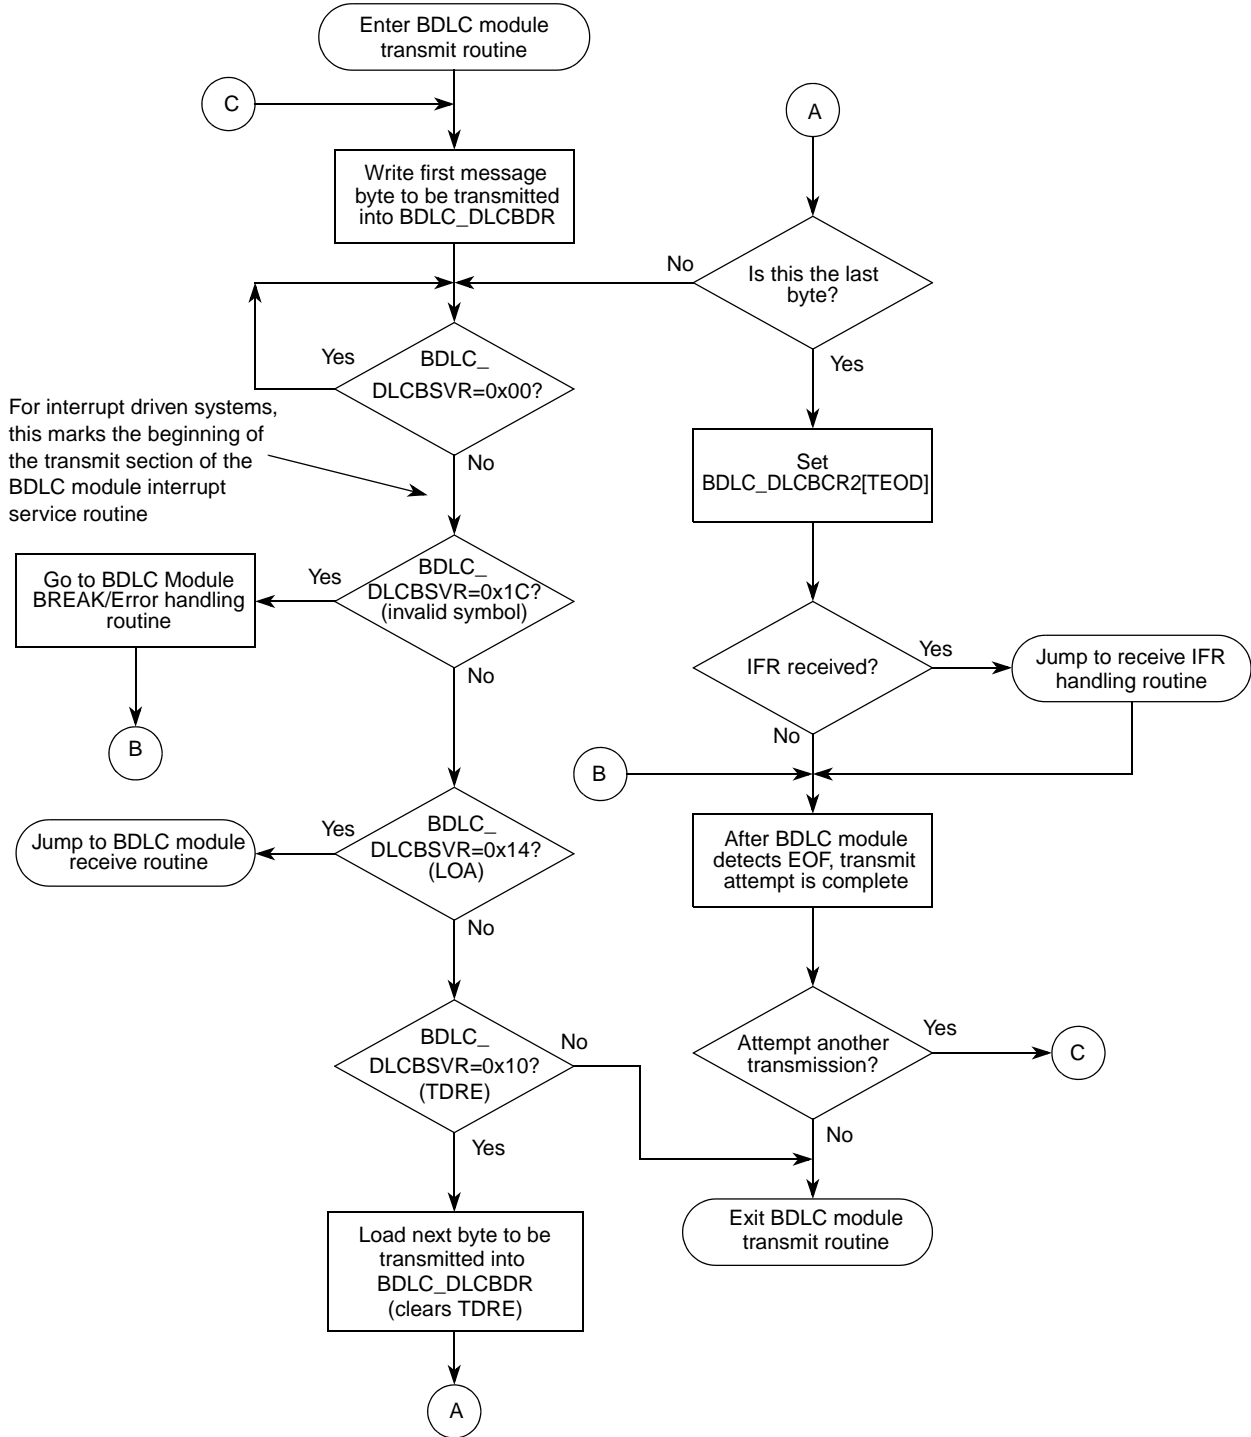 Enter BDLC module
transmit routine
C
Write first message
byte to be transmitted
into BDLC_DLCBDR
Yes
BDLC_
DLCBSVR=0x00?
No
For interrupt driven systems,
this marks the beginning of
the transmit section of the
BDLC module interrupt
service routine
BDLC_
DLCBSVR=0x1C?
(invalid symbol)
Yes
Go to BDLC Module
BREAK/Error handling
routine
B
No
BDLC_
DLCBSVR=0x14?
(LOA)
Yes
Jump to BDLC module
receive routine
No
BDLC_
DLCBSVR=0x10?
(TDRE)
No
Yes
Load next byte to be
transmitted into
BDLC_DLCBDR
(clears TDRE)
A
A
Is this the last
byte?
No
Yes
Set
BDLC_DLCBCR2[TEOD]
IFR received?
Yes
Jump to receive IFR
handling routine
No
B
After BDLC module
detects EOF, transmit
attempt is complete
Attempt another
transmission?
Yes
C
No
Exit BDLC module
transmit routine